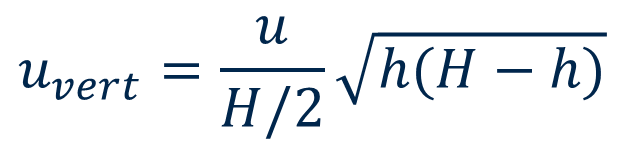 u_vert = u / (H/2) √(h(H − h))